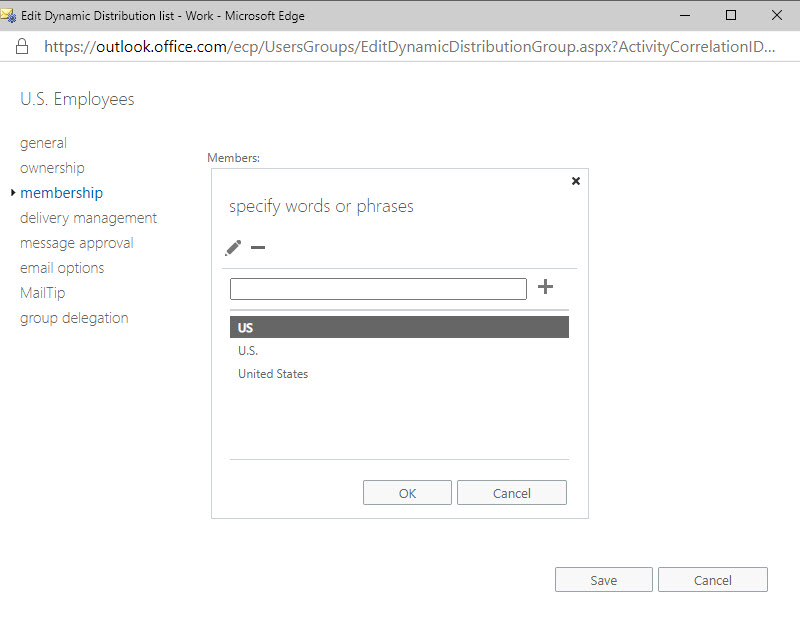 Edit Dynamic Distribution list - Work - Microsoft Edge
https://outlook.office.com/ecp/UsersGroups/EditDynamicDistributionGroup.aspx?ActivityCorrelationID...
U.S. Employees
general
ownership
membership
delivery management
message approval
email options
MailTip
group delegation
Members:
specify words or phrases
US
U.S.
United States
OK Cancel
Save Cancel